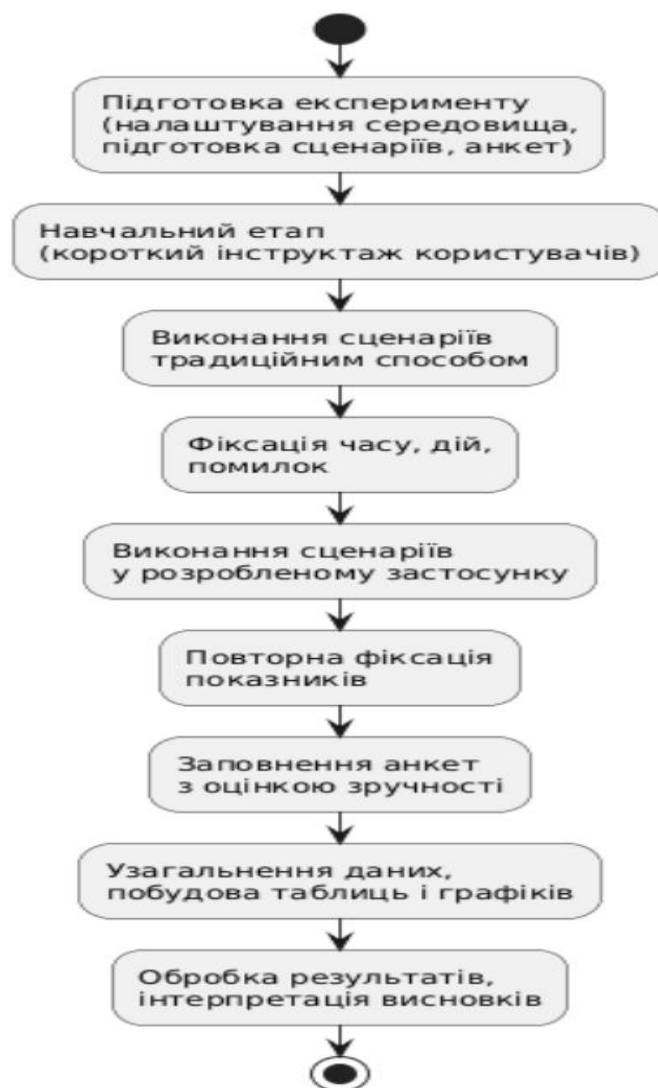 Підготовка експерименту
(налаштування середовища,
підготовка сценаріїв, анкет)
Навчальний етап
(короткий інструктаж користувачів)
Виконання сценаріїв
традиційним способом
Фіксація часу, дій,
помилок
Виконання сценаріїв
у розробленому застосунку
Повторна фіксація
показників
Заповнення анкет
з оцінкою зручності
Узагальнення даних,
побудова таблиць і графіків
Обробка результатів,
інтерпретація висновків